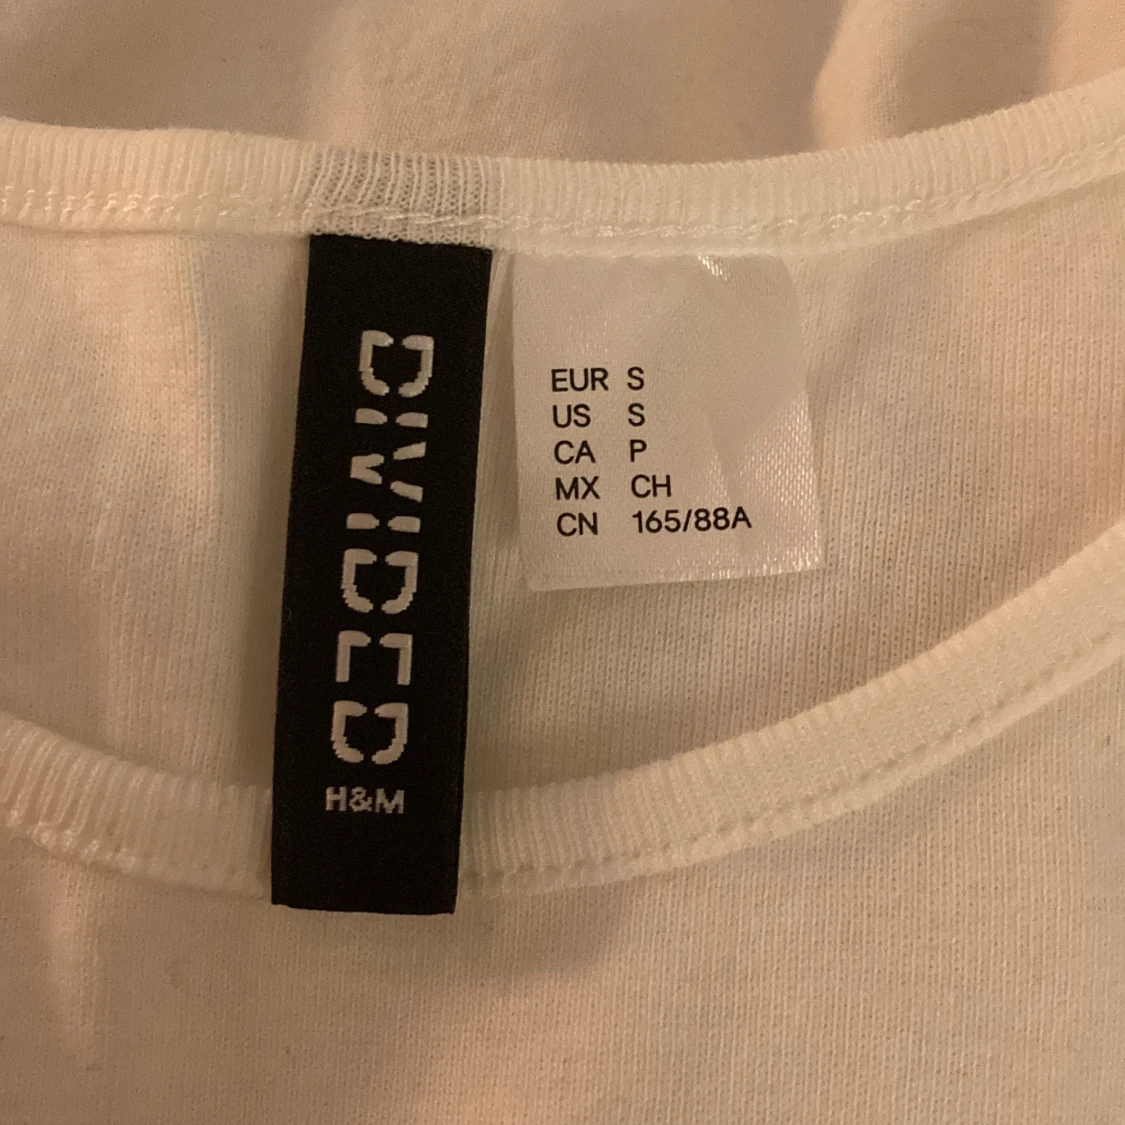 DIVIDED
H&M
EUR S
US S
CA P
MX CH
CN 165/88A